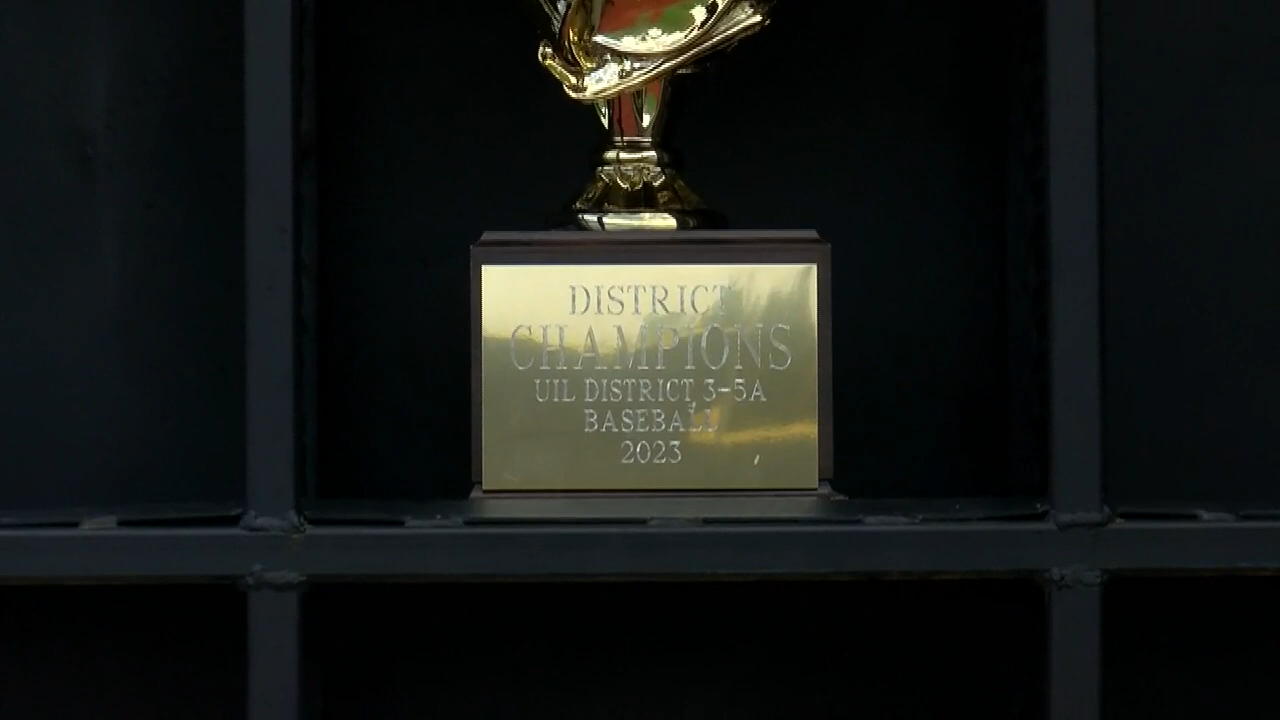 DISTRICT
CHAMPIONS
UIL DISTRICT 3-5A
BASEBALL
2023